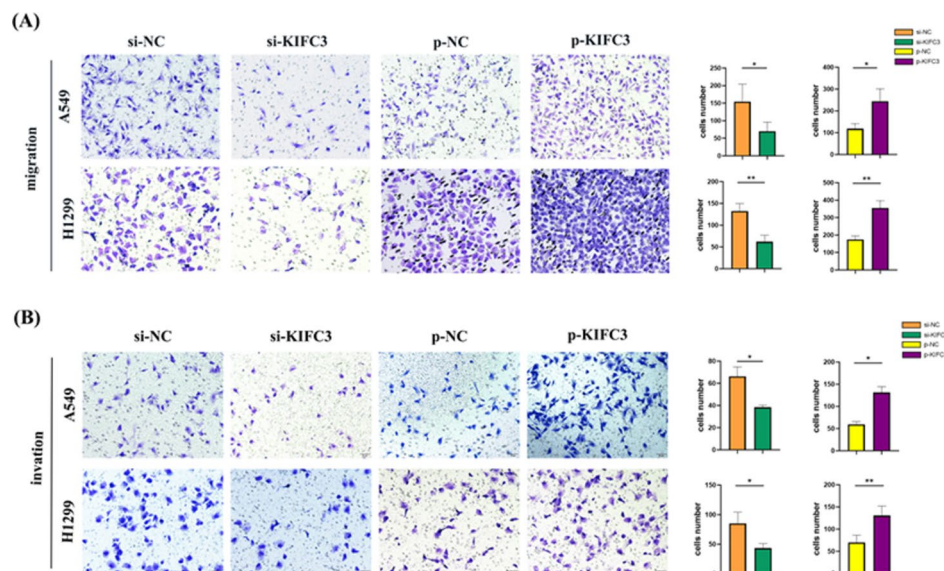 (A)
si-NC
si-KIFC3
p-NC
p-KIFC3
migration
A549
H1299
si-NC
si-KIFC3
p-NC
p-KIFC3
cells number
250
200
150
100
50
0
*
cells number
400
300
200
100
0
*
cells number
200
150
100
50
0
**
cells number
500
400
300
200
100
0
**
(B)
si-NC
si-KIFC3
p-NC
p-KIFC3
invation
A549
H1299
si-NC
si-KIFC
p-NC
p-KIFC
cells number
80
60
40
20
0
*
cells number
200
150
100
50
0
*
cells number
150
100
50
*
cells number
200
150
100
50
**